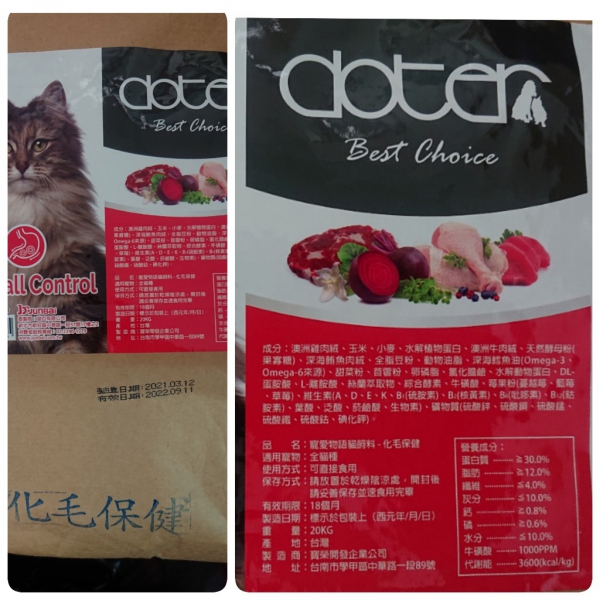 doter
Best Choice
all Control
Junbai
製造日期:2021.03.12
有效日期:2022.09.11
化毛保健
doter
Best Choice
成分：澳洲雞肉絨、玉米、小麥、水解植物蛋白、澳洲牛肉絨、天然酵母粉(
果寡糖)、深海鮪魚肉絨、全脂豆粉、動物油脂、深海鱈魚油(Omega-3、
Omega-6來源)、甜菜粉、苜蓿粉、卵磷脂、氯化膽鹼、水解動物蛋白、DL-
蛋胺酸、L-離胺酸、絲蘭萃取物、綜合酵素、牛磺酸、莓果粉(蔓越莓、藍莓
、草莓)、維生素(A、D、E、K、B₁(硫胺素)、B₂(核黃素)、B₆(吡哆素)、B₁₂(鈷
胺素)、葉酸、泛酸、菸鹼酸、生物素)、礦物質(硫酸鋅、硫酸鎂、硫酸錳、
硫酸鐵、硫酸鈷、碘化鉀)。
品　　名：寵愛物語貓飼料-化毛保健
適用寵物：全貓種
使用方式：可直接食用
保存方式：請放置於乾燥陰涼處，開封後
請妥善保存並速食用完畢
有效期限：18個月
製造日期：標示於包裝上（西元年/月/日）
重　　量：20KG
產　　地：台灣
製 造 商：寶榮開發企業公司
地　　址：台南市學甲區中華路一段89號
營養成分：
蛋白質 ≧30.0%
脂肪 ≧12.0%
纖維 ≦4.0%
灰分 ≦10.0%
鈣 ≧0.8%
磷 ≧0.6%
水分 ≦10.0%
牛磺酸 1000PPM
代謝能 3600(kcal/kg)